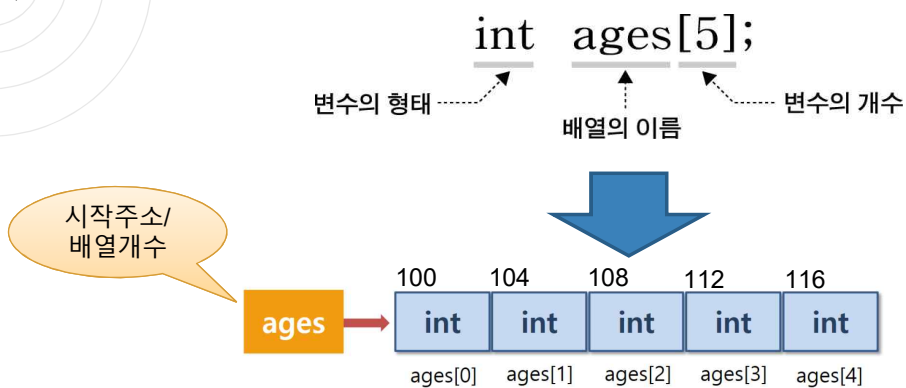 int ages[5];
변수의 형태
변수의 개수
배열의 이름
시작주소/
배열개수
100 104 108 112 116
ages int int int int int
ages[0] ages[1] ages[2] ages[3] ages[4]